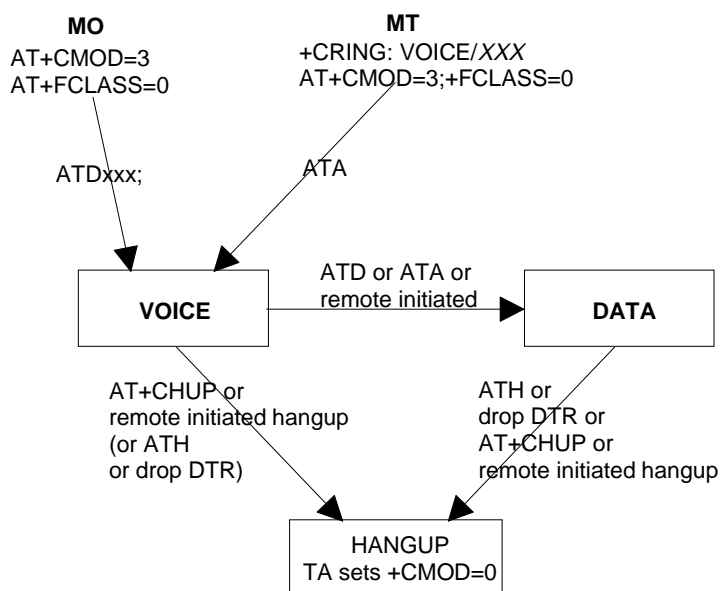 MO
AT+CMOD=3
AT+FCLASS=0
MT
+CRING: VOICE/XXX
AT+CMOD=3;+FCLASS=0
ATDxxx;
ATA
VOICE
ATD or ATA or
remote initiated
DATA
AT+CHUP or
remote initiated hangup
(or ATH
or drop DTR)
ATH or
drop DTR or
AT+CHUP or
remote initiated hangup
HANGUP
TA sets +CMOD=0